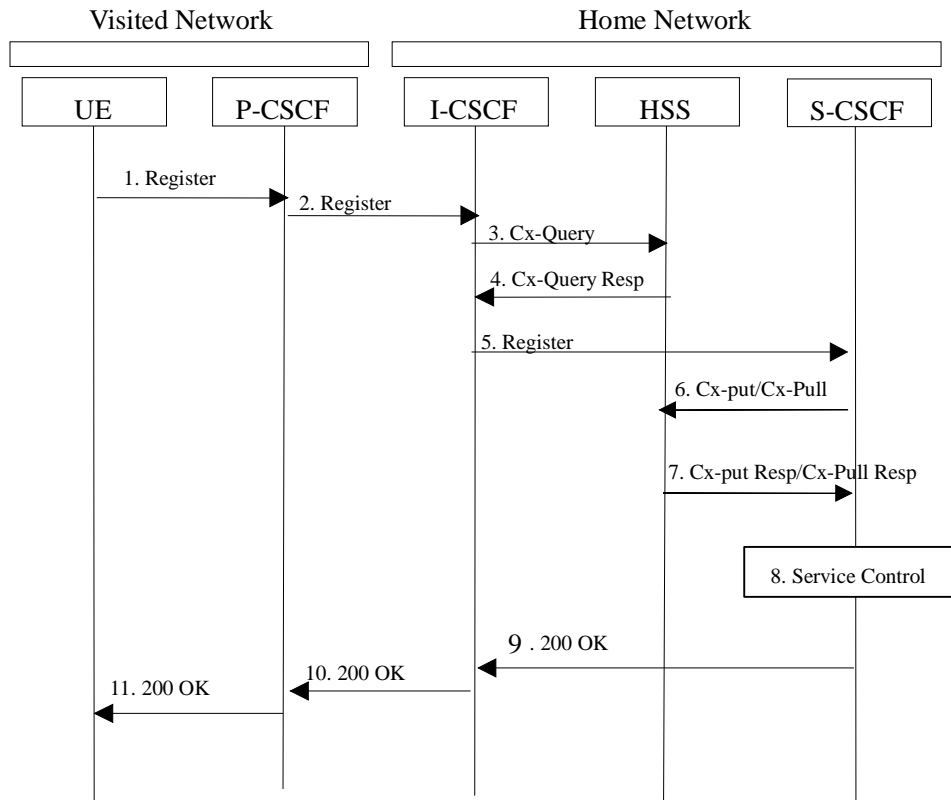 Visited Network
Home Network
UE
P-CSCF
I-CSCF
HSS
S-CSCF
1. Register
2. Register
3. Cx-Query
4. Cx-Query Resp
5. Register
6. Cx-put/Cx-Pull
7. Cx-put Resp/Cx-Pull Resp
8. Service Control
9 . 200 OK
10. 200 OK
11. 200 OK